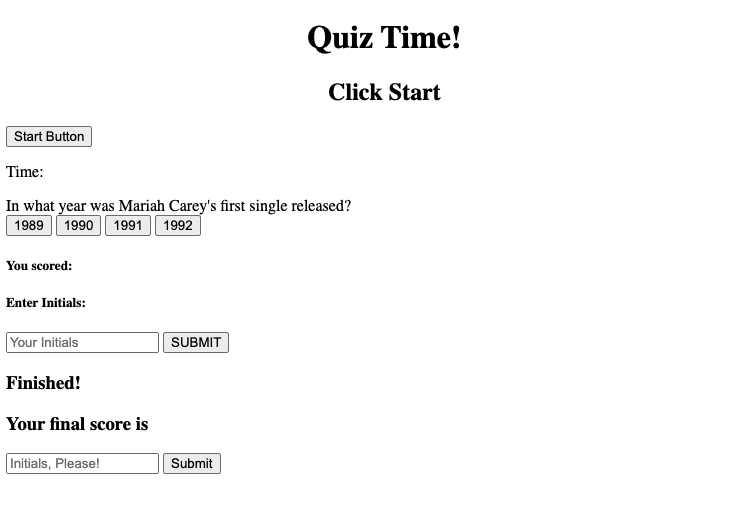 Quiz Time!
Click Start
Start Button
Time:
In what year was Mariah Carey's first single released?
1989 1990 1991 1992
You scored:
Enter Initials:
Your Initials SUBMIT
Finished!
Your final score is
Initials, Please! Submit